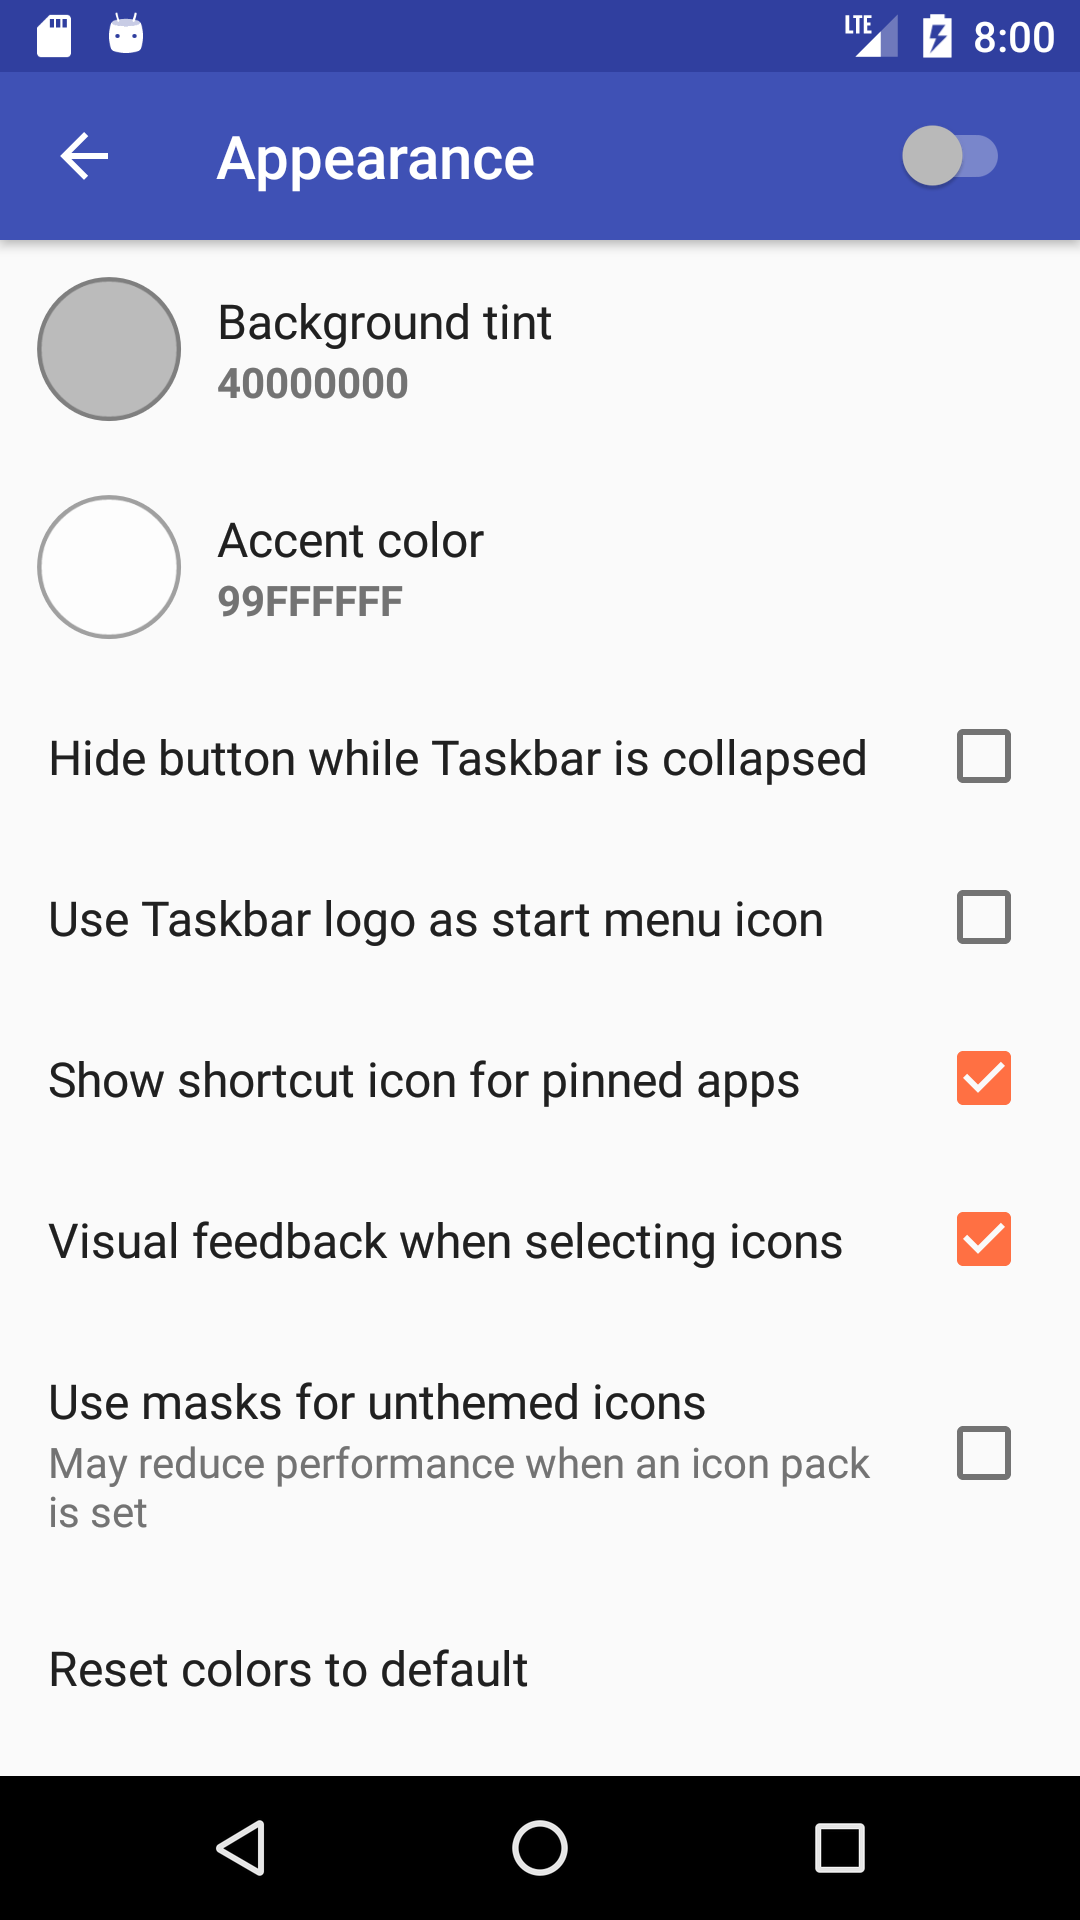 LTE 8:00
Appearance
Background tint
40000000
Accent color
99FFFFFF
Hide button while Taskbar is collapsed
Use Taskbar logo as start menu icon
Show shortcut icon for pinned apps
Visual feedback when selecting icons
Use masks for unthemed icons
May reduce performance when an icon pack
is set
Reset colors to default